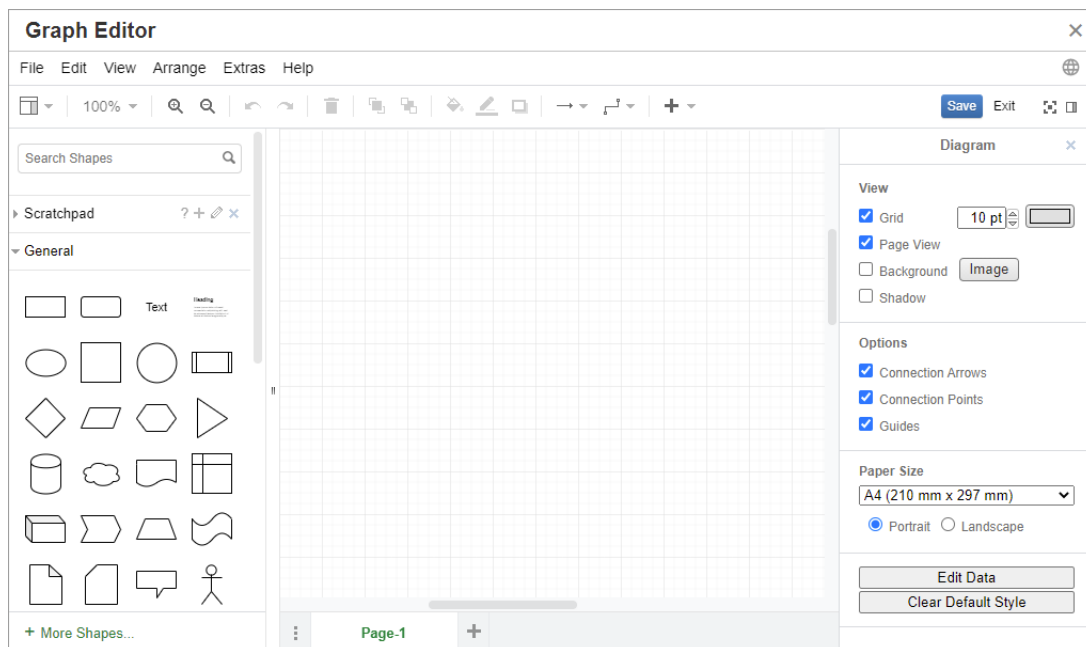 Graph Editor
File Edit View Arrange Extras Help
100%
Save Exit
Search Shapes
Scratchpad ?
General
Text
Heading
+ More Shapes...
Page-1
Diagram
View
Grid 10 pt
Page View
Background Image
Shadow
Options
Connection Arrows
Connection Points
Guides
Paper Size
A4 (210 mm x 297 mm)
Portrait Landscape
Edit Data
Clear Default Style